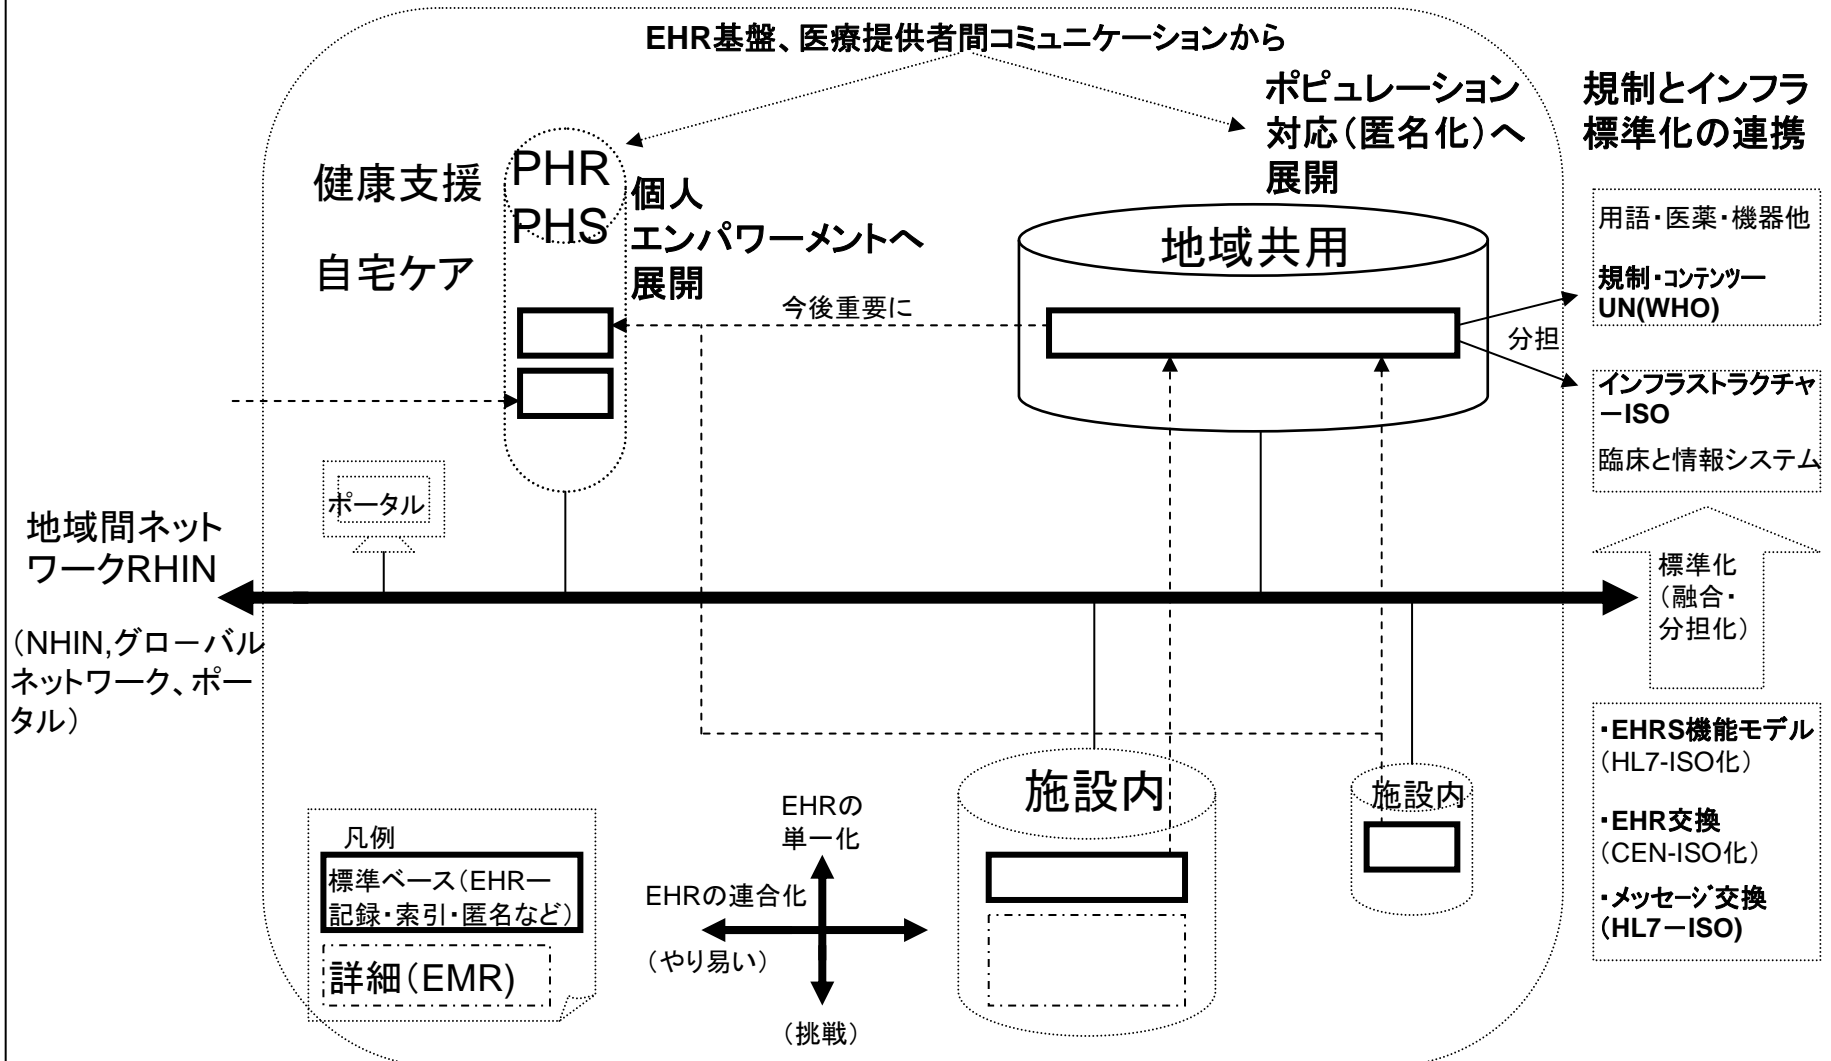 EHR基盤、医療提供者間コミュニケーションから
ポピュレーション
対応（匿名化）へ
展開
規制とインフラ
標準化の連携
健康支援
自宅ケア
PHR
PHS
個人
エンパワーメントへ
展開
地域共用
今後重要に
分担
用語・医薬・機器他
規制・コンテンツー
UN(WHO)
インフラストラクチャ
ーISO
臨床と情報システム
ポータル
地域間ネット
ワークRHIN
（NHIN,グローバル
ネットワーク、ポー
タル）
標準化
（融合・
分担化）
・EHRS機能モデル
（HL7-ISO化）
・EHR交換
（CEN-ISO化）
・メッセージ交換
（HL7－ISO)
施設内
施設内
凡例
標準ベース（EHRー
記録・索引・匿名など）
詳細（EMR)
EHRの
単一化
EHRの連合化
（やり易い）
（挑戦）